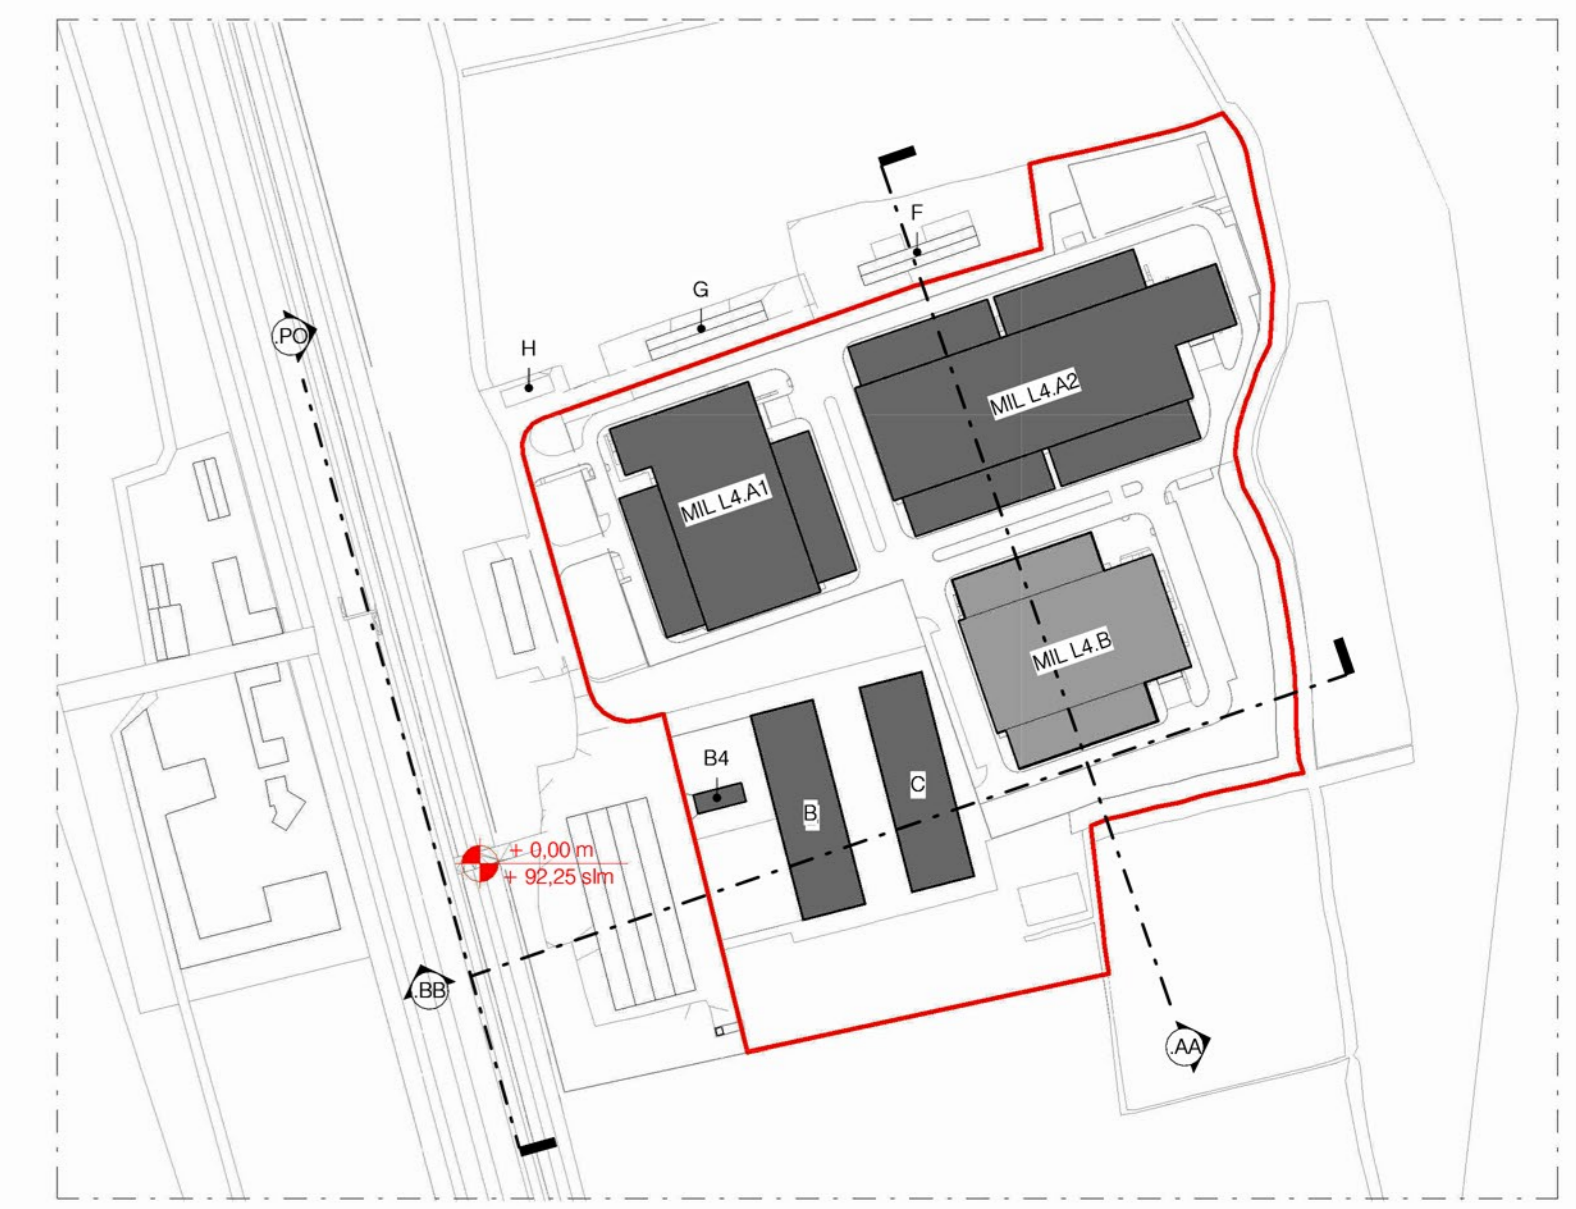 F
G
.PO
H
MIL L4.A2
MIL L4.A1
MIL L4.B
B4
C
B
+ 0,00 m
+ 92,25 slm
.BB
.AA